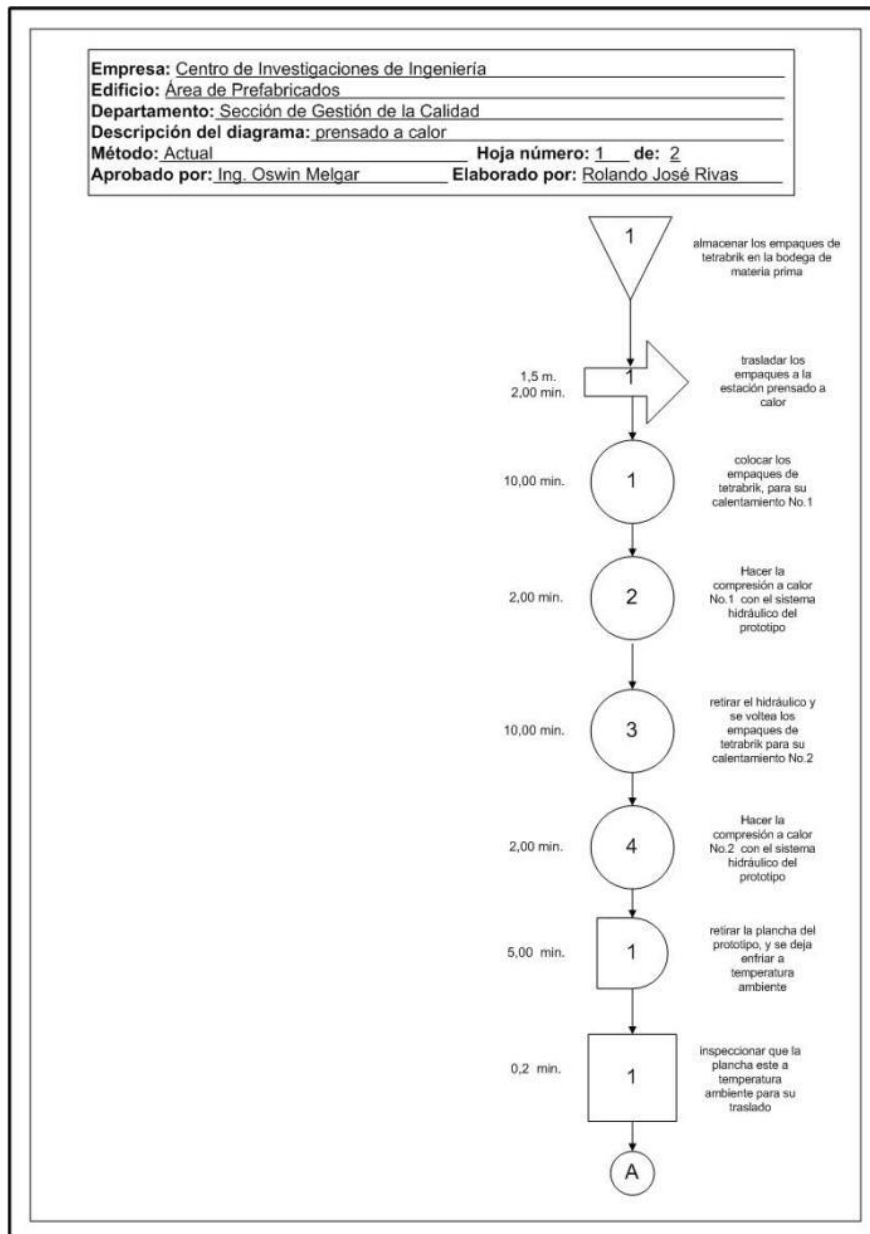 Empresa: Centro de Investigaciones de Ingeniería
Edificio: Área de Prefabricados
Departamento: Sección de Gestión de la Calidad
Descripción del diagrama: prensado a calor
Método: Actual Hoja número: 1 de: 2
Aprobado por: Ing. Oswin Melgar Elaborado por: Rolando José Rivas
1
almacenar los empaques de
tetrabrik en la bodega de
materia prima
1,5 m.
2,00 min.
1
trasladar los
empaques a la
estación prensado a
calor
10,00 min.
1
colocar los
empaques de
tetrabrik, para su
calentamiento No.1
2,00 min.
2
Hacer la
compresión a calor
No.1 con el sistema
hidráulico del
prototipo
10,00 min.
3
retirar el hidráulico y
se voltea los
empaques de
tetrabrik para su
calentamiento No.2
2,00 min.
4
Hacer la
compresión a calor
No.2 con el sistema
hidráulico del
prototipo
5,00 min.
1
retirar la plancha del
prototipo, y se deja
enfriar a
temperatura
ambiente
0,2 min.
1
inspeccionar que la
plancha este a
temperatura
ambiente para su
traslado
A